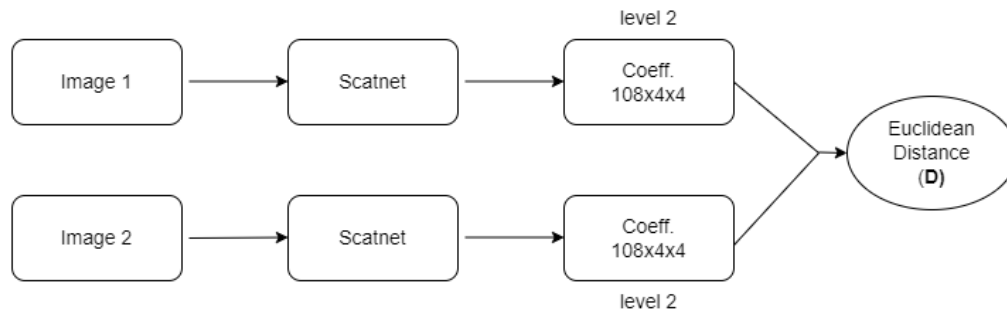 level 2
Image 1
Scatnet
Coeff.
108x4x4
Euclidean
Distance
(D)
Image 2
Scatnet
Coeff.
108x4x4
level 2